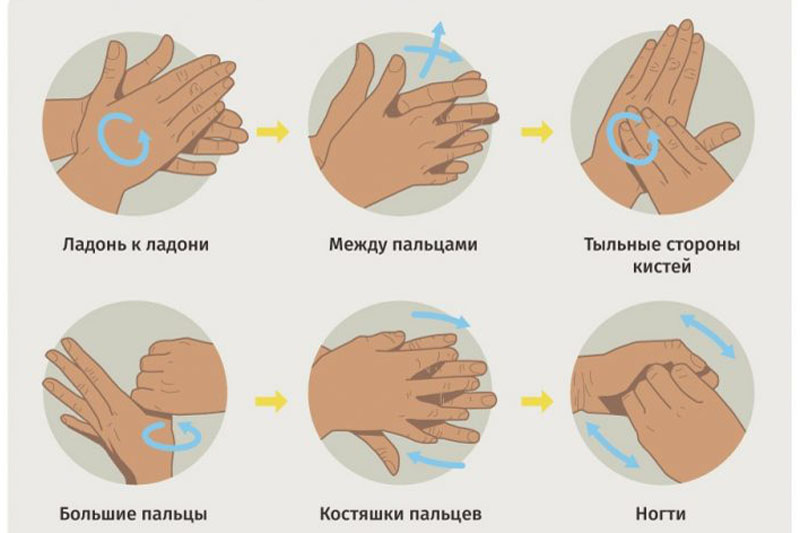 Ладонь к ладони
Между пальцами
Тыльные стороны
кистей
Большие пальцы
Костяшки пальцев
Ногти